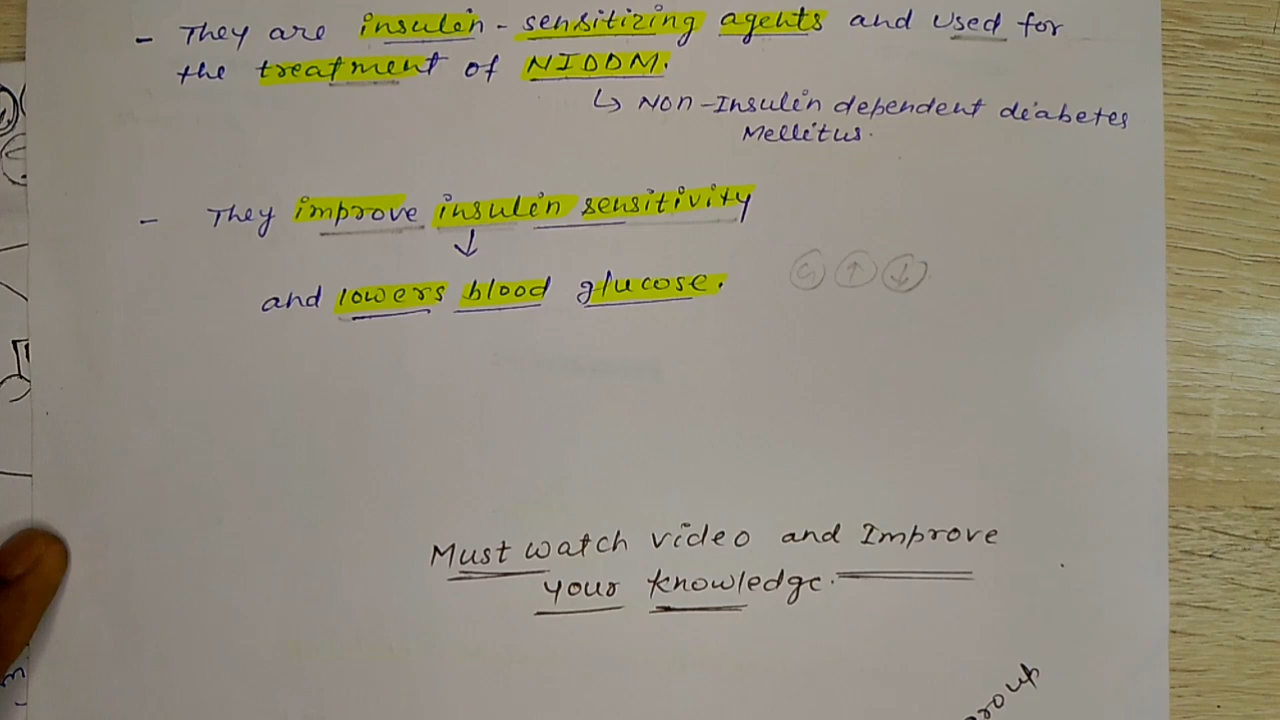 - They are insulin - sensitizing agents and used for
the treatment of NIDDM.
↳ Non-Insulin dependent diabetes
Mellitus.
- They improve insulin sensitivity
↓
and lowers blood glucose.
↑ ↓
Must watch video and Improve
your knowledge.